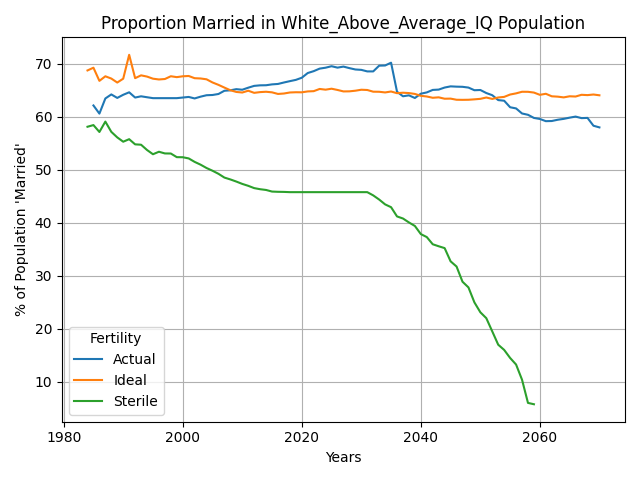 Proportion Married in White_Above_Average_IQ Population
% of Population 'Married'
70
60
50
40
30
20
10
Fertility
Actual
Ideal
Sterile
1980
2000
2020
2040
2060
Years